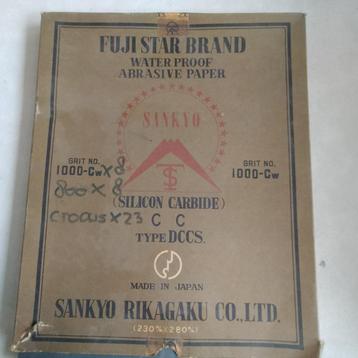 FUJI STAR BRAND
WATER PROOF
ABRASIVE PAPER
SANKYO
GRIT NO.
1000-Cw x8
GRIT NO.
1000-Cw
800 x 8
(SILICON CARBIDE)
crocus x 23
C C
TYPE DCCS.
MADE IN JAPAN
SANKYO RIKAGAKU CO., LTD.
(230% x 280%)